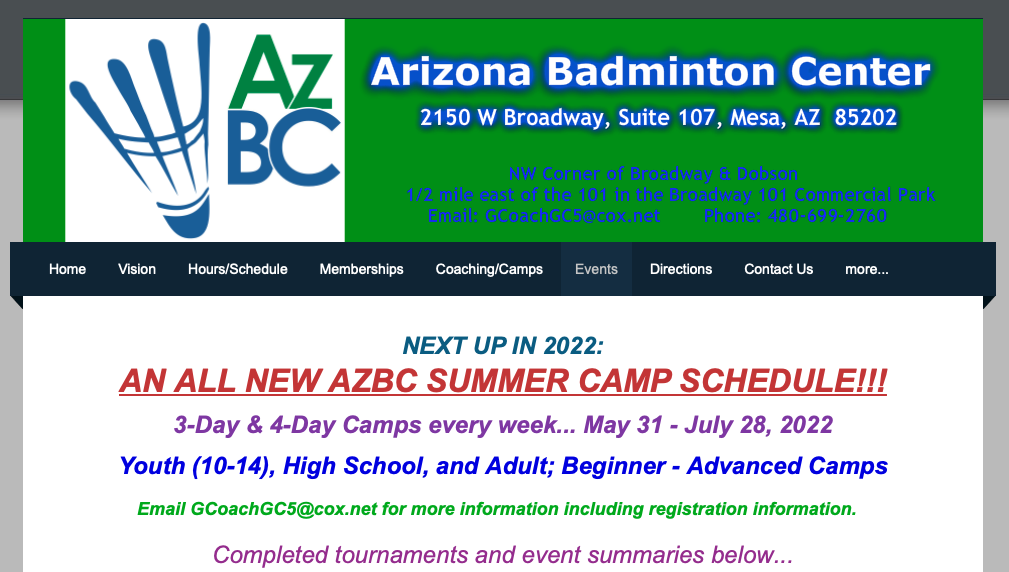 AZ
BC
Arizona Badminton Center
2150 W Broadway, Suite 107, Mesa, AZ 85202
NW Corner of Broadway & Dobson
1/2 mile east of the 101 in the Broadway 101 Commercial Park
Email: GCoachGC5@cox.net Phone: 480-699-2760
Home Vision Hours/Schedule Memberships Coaching/Camps Events Directions Contact Us more...
NEXT UP IN 2022:
AN ALL NEW AZBC SUMMER CAMP SCHEDULE!!!
3-Day & 4-Day Camps every week... May 31 - July 28, 2022
Youth (10-14), High School, and Adult; Beginner - Advanced Camps
Email GCoachGC5@cox.net for more information including registration information.
Completed tournaments and event summaries below...